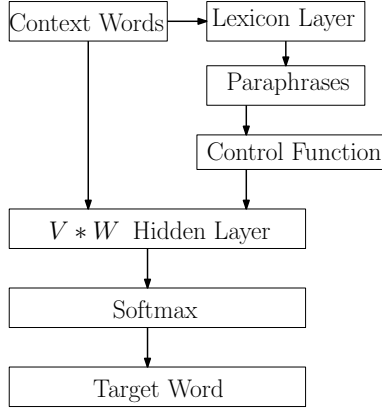 Context Words
Lexicon Layer
Paraphrases
Control Function
V * W Hidden Layer
Softmax
Target Word